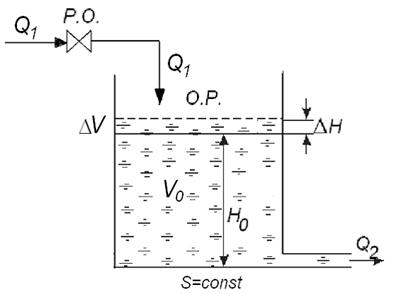 P.O.
Q1
Q1
O.P.
ΔV
ΔH
V0
H0
Q2
S=const